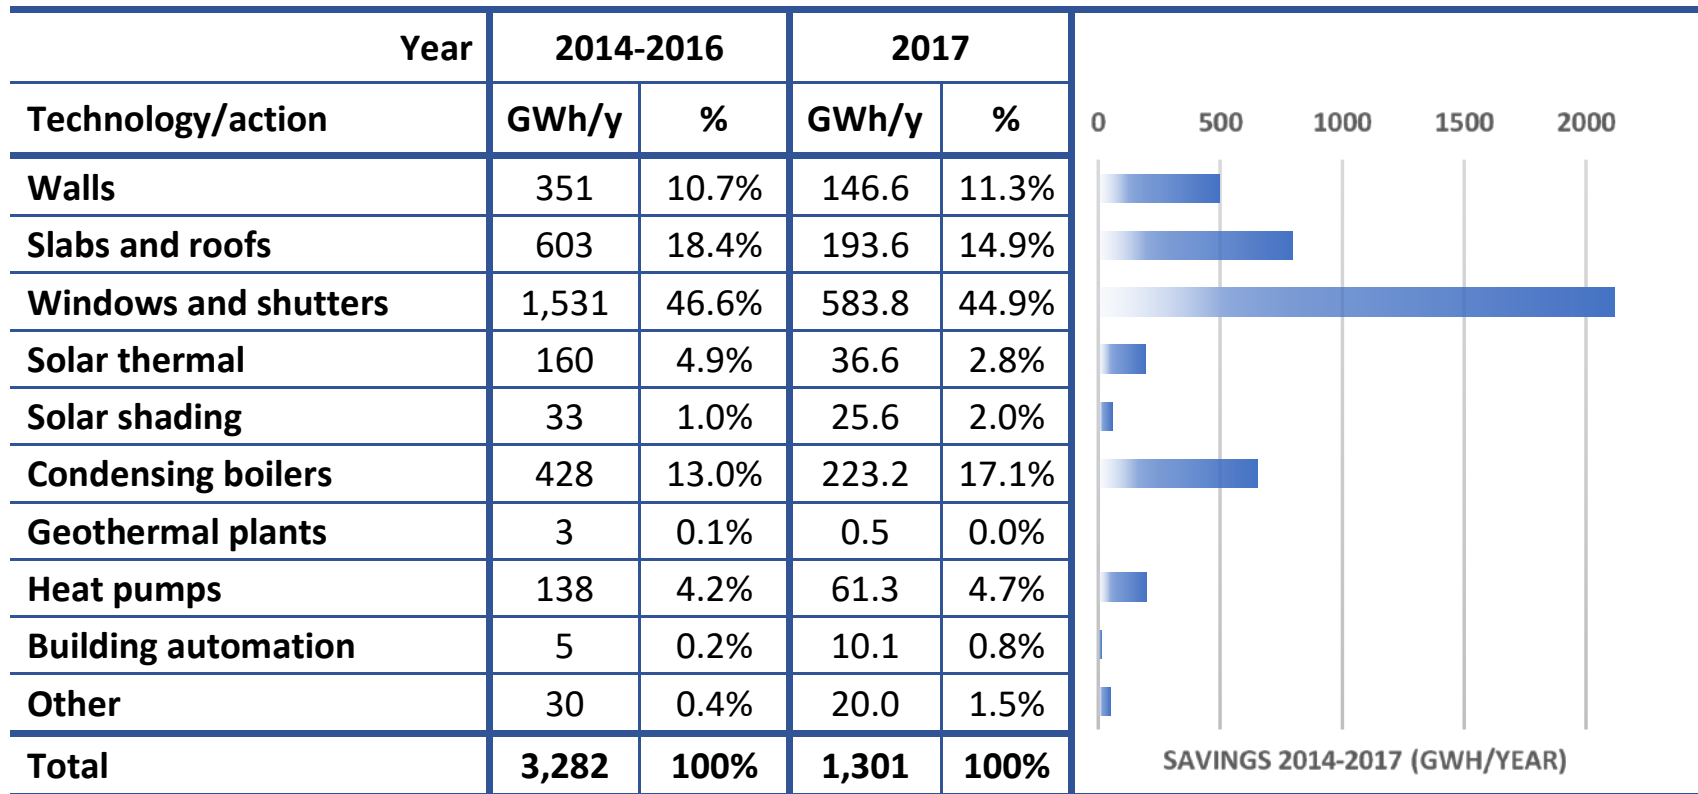 Year 2014-2016 2017
Technology/action GWh/y % GWh/y % 0 500 1000 1500 2000
Walls 351 10.7% 146.6 11.3%
Slabs and roofs 603 18.4% 193.6 14.9%
Windows and shutters 1,531 46.6% 583.8 44.9%
Solar thermal 160 4.9% 36.6 2.8%
Solar shading 33 1.0% 25.6 2.0%
Condensing boilers 428 13.0% 223.2 17.1%
Geothermal plants 3 0.1% 0.5 0.0%
Heat pumps 138 4.2% 61.3 4.7%
Building automation 5 0.2% 10.1 0.8%
Other 30 0.4% 20.0 1.5%
Total 3,282 100% 1,301 100% SAVINGS 2014-2017 (GWH/YEAR)